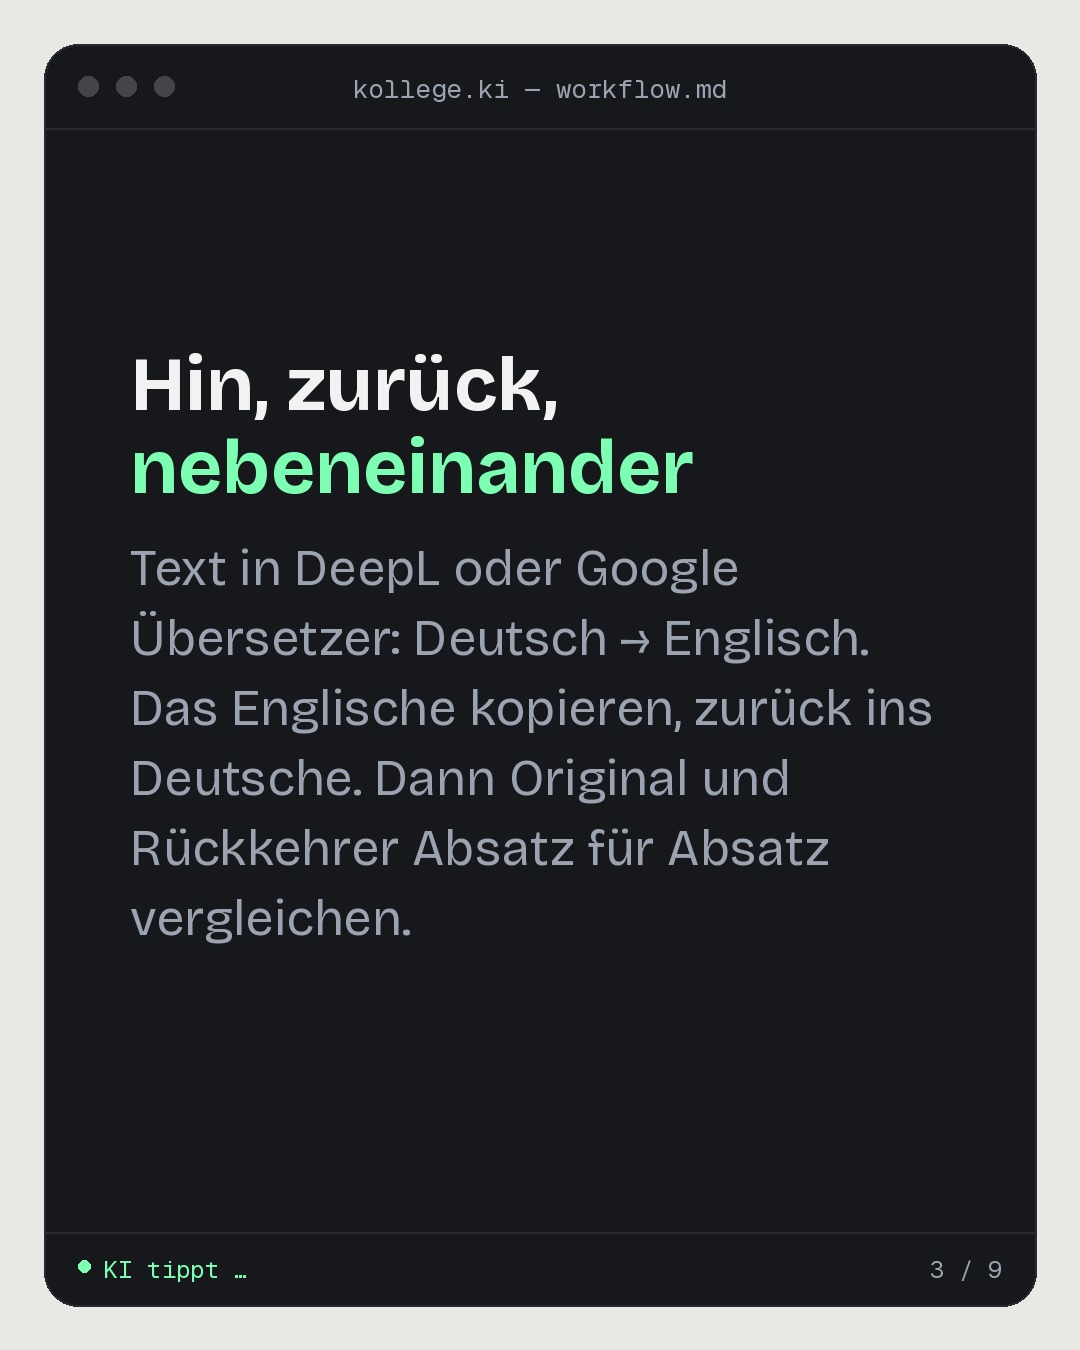 kollege.ki — workflow.md
Hin, zurück,
nebeneinander
Text in DeepL oder Google
Übersetzer: Deutsch → Englisch.
Das Englische kopieren, zurück ins
Deutsche. Dann Original und
Rückkehrer Absatz für Absatz
vergleichen.
KI tippt …
3 / 9